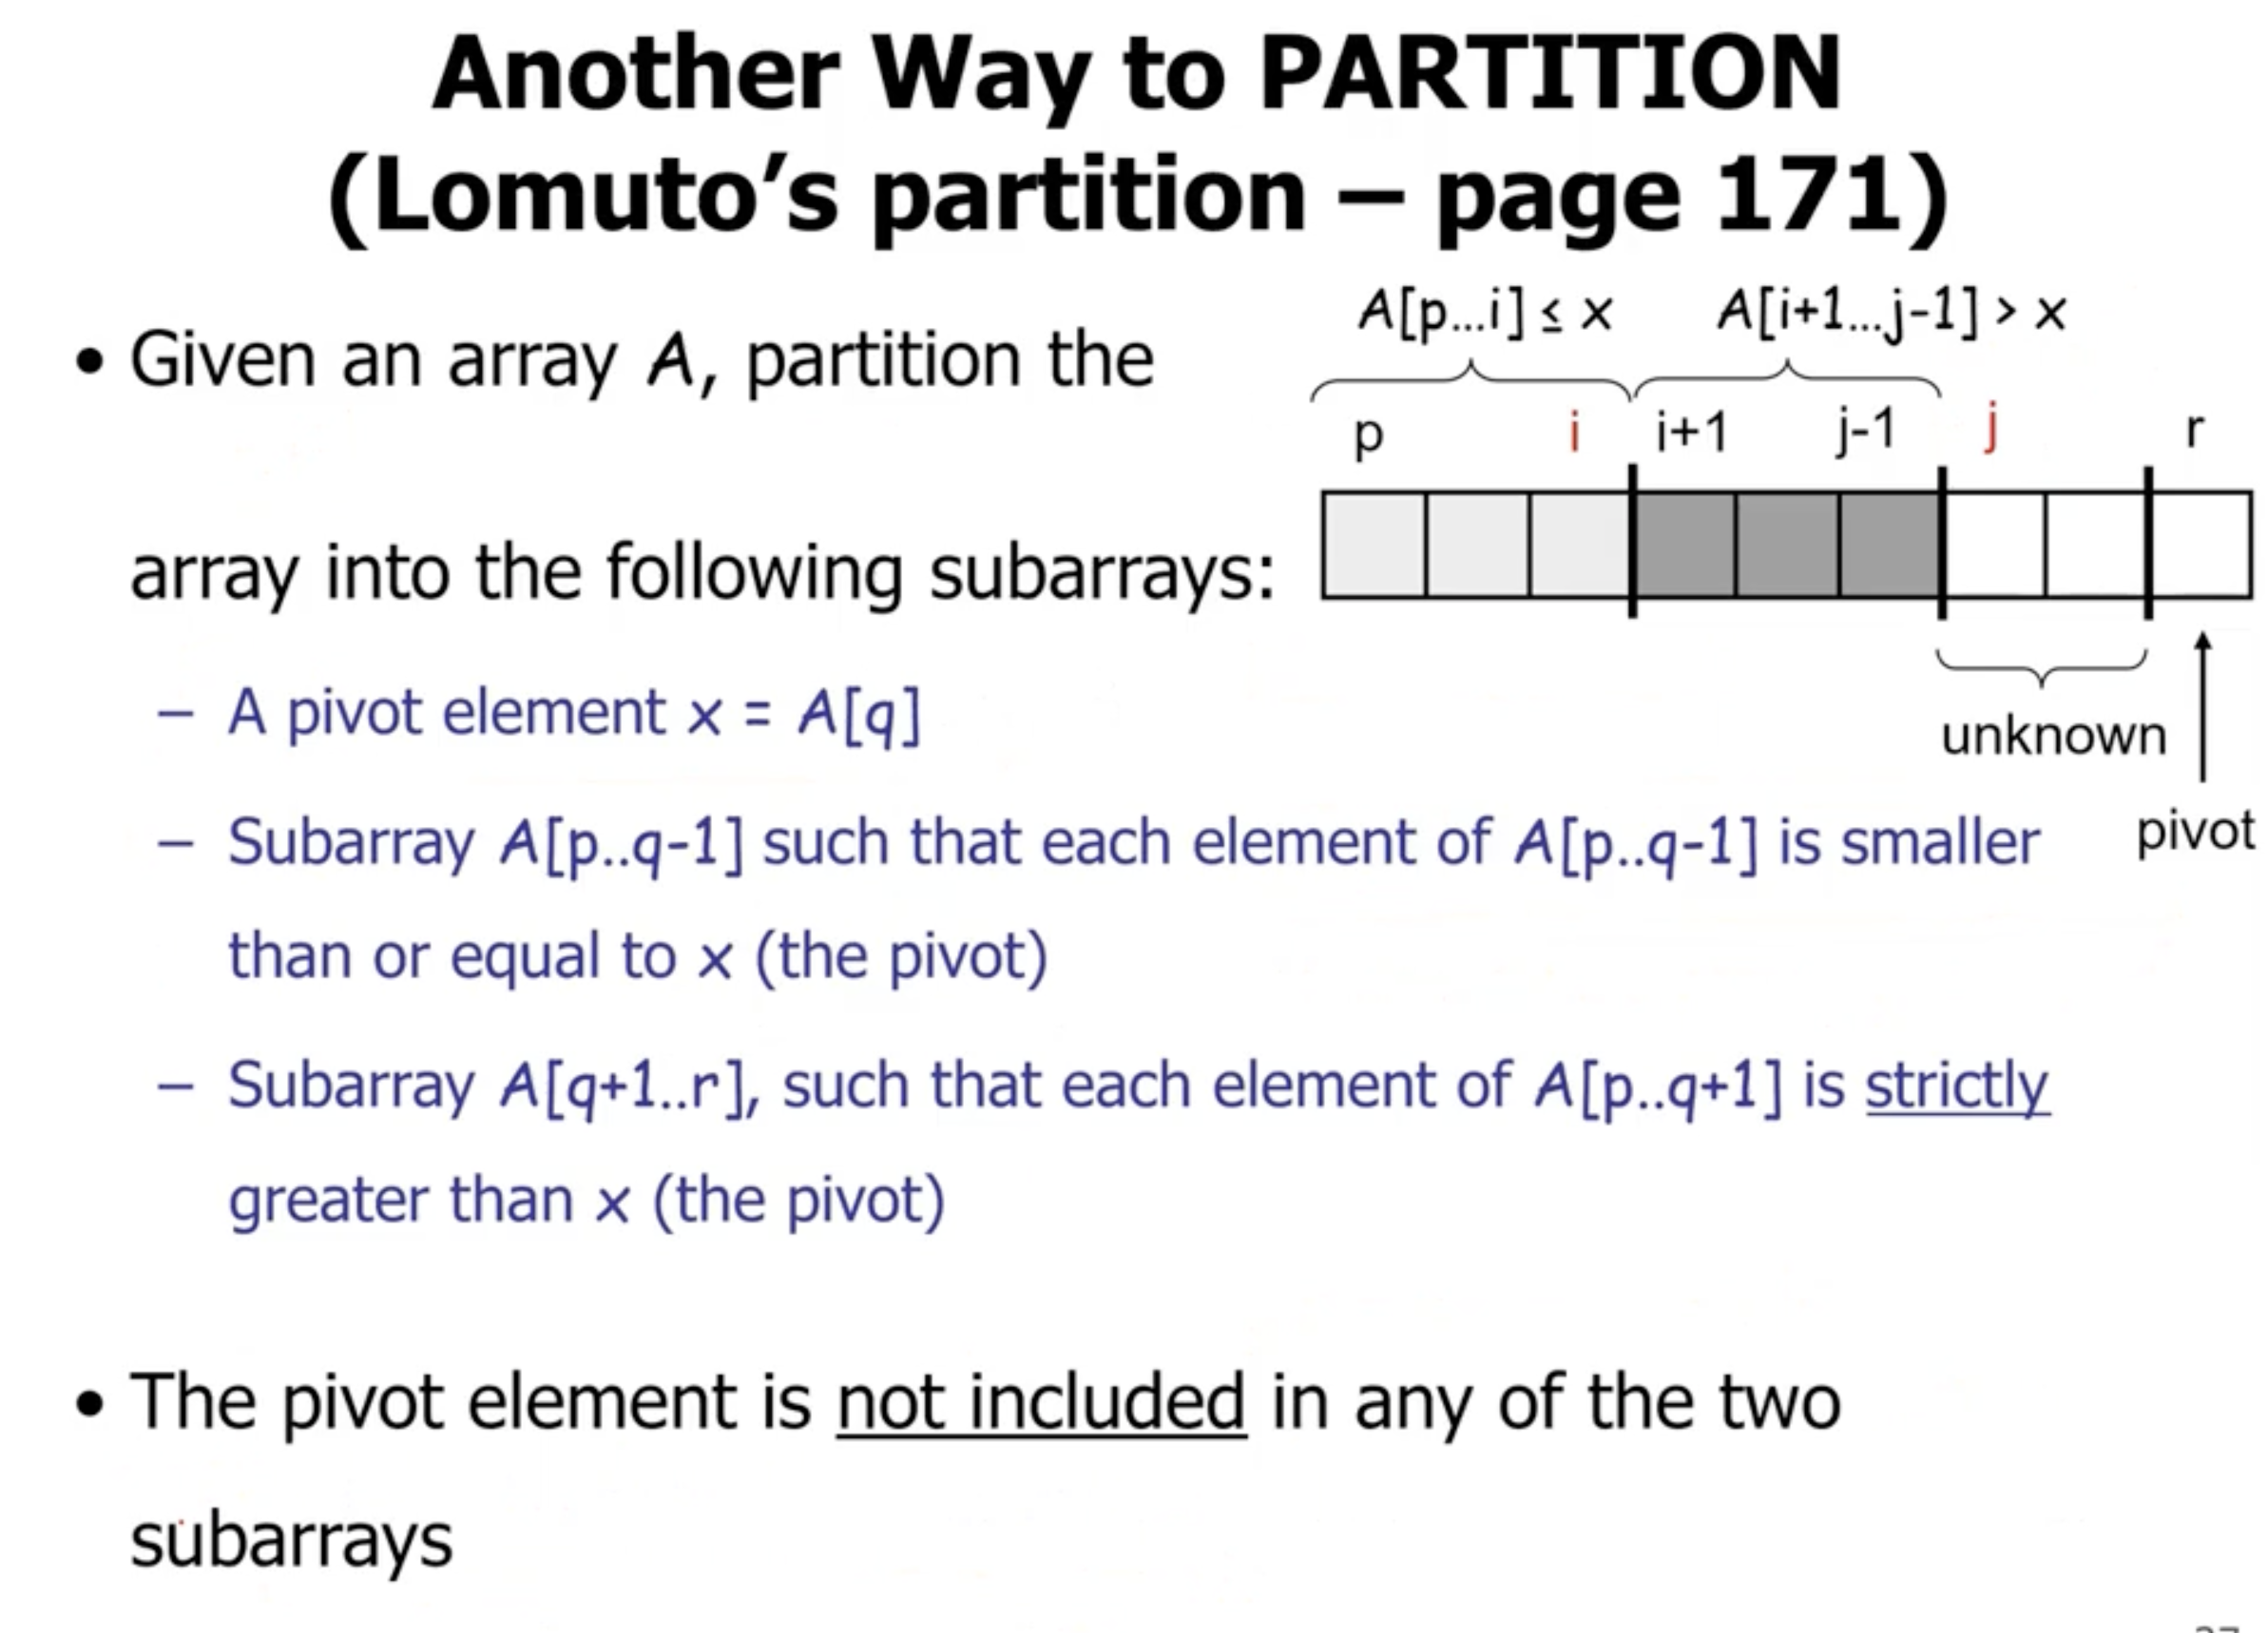 Another Way to PARTITION
(Lomuto’s partition – page 171)
A[p...i] ≤ x A[i+1...j-1] > x
• Given an array A, partition the
p i i+1 j-1 j r
array into the following subarrays:
– A pivot element x = A[q]
unknown
– Subarray A[p..q-1] such that each element of A[p..q-1] is smaller
pivot
than or equal to x (the pivot)
– Subarray A[q+1..r], such that each element of A[p..q+1] is strictly
greater than x (the pivot)
• The pivot element is not included in any of the two
subarrays